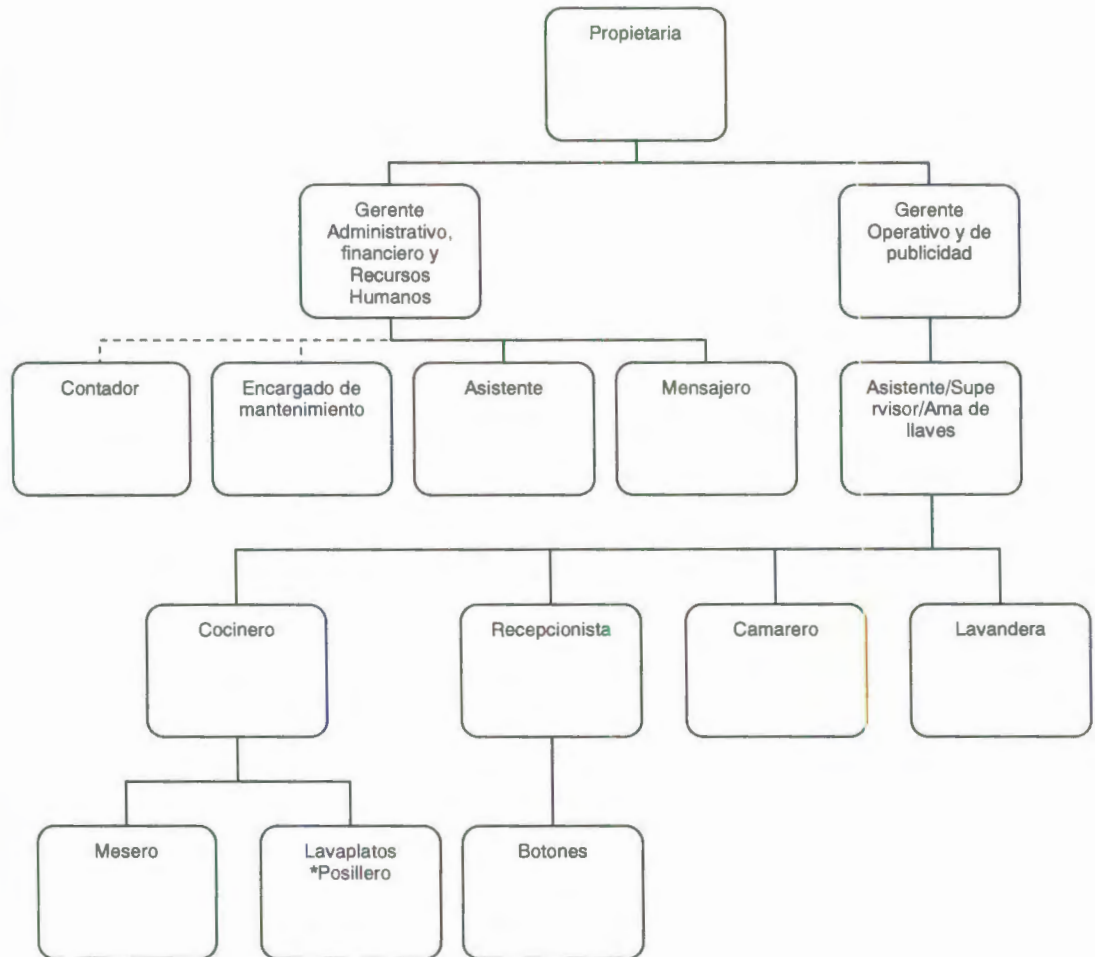 Propietaria
Gerente
Administrativo,
financiero y
Recursos
Humanos
Gerente
Operativo y de
publicidad
Contador
Encargado de
mantenimiento
Asistente
Mensajero
Asistente/Supe
rvisor/Ama de
llaves
Cocinero
Recepcionista
Camarero
Lavandera
Mesero
Lavaplatos
*Posillero
Botones